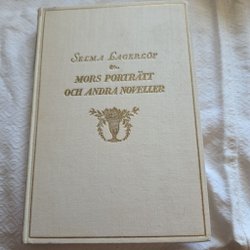 SELMA LAGERLÖF
MORS PORTRÄTT
OCH ANDRA NOVELLER